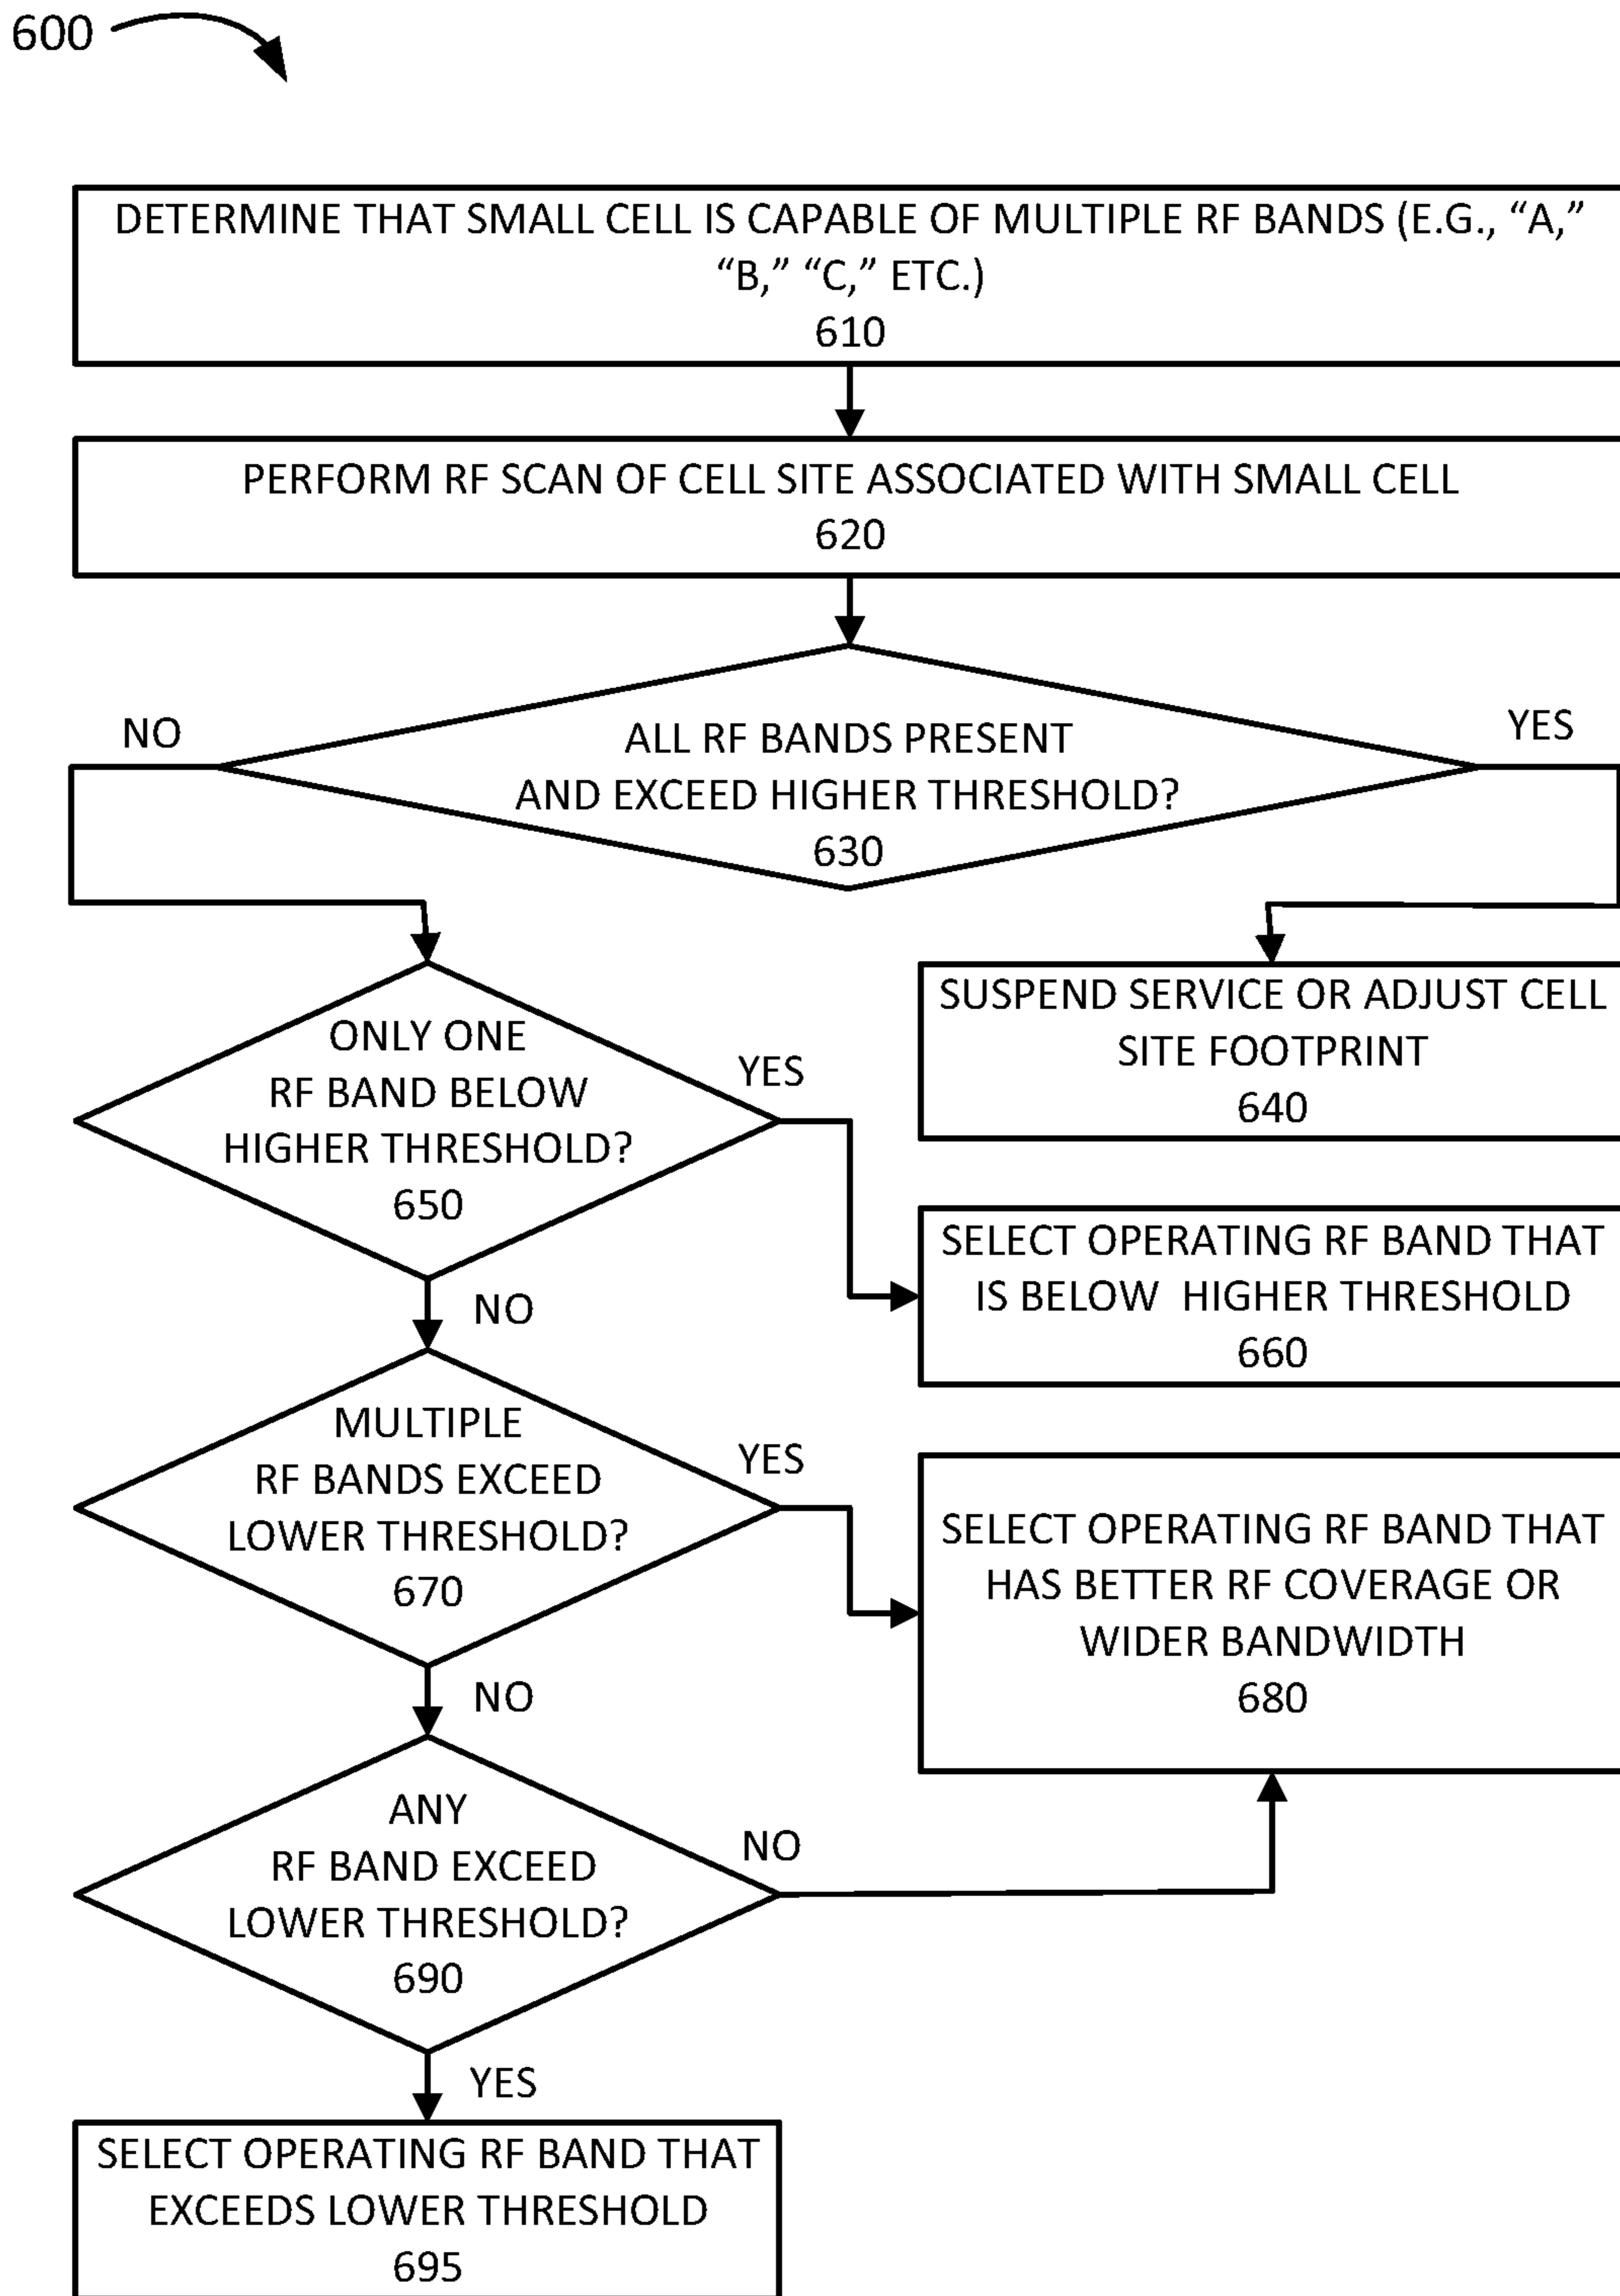 600
DETERMINE THAT SMALL CELL IS CAPABLE OF MULTIPLE RF BANDS (E.G., “A,”
“B,” “C,” ETC.)
610
PERFORM RF SCAN OF CELL SITE ASSOCIATED WITH SMALL CELL
620
NO
YES
ALL RF BANDS PRESENT
AND EXCEED HIGHER THRESHOLD?
630
SUSPEND SERVICE OR ADJUST CELL
SITE FOOTPRINT
640
ONLY ONE
RF BAND BELOW
HIGHER THRESHOLD?
650
YES
NO
SELECT OPERATING RF BAND THAT
IS BELOW  HIGHER THRESHOLD
660
MULTIPLE
RF BANDS EXCEED
LOWER THRESHOLD?
670
YES
NO
SELECT OPERATING RF BAND THAT
HAS BETTER RF COVERAGE OR
WIDER BANDWIDTH
680
ANY
RF BAND EXCEED
LOWER THRESHOLD?
690
NO
YES
SELECT OPERATING RF BAND THAT
EXCEEDS LOWER THRESHOLD
695